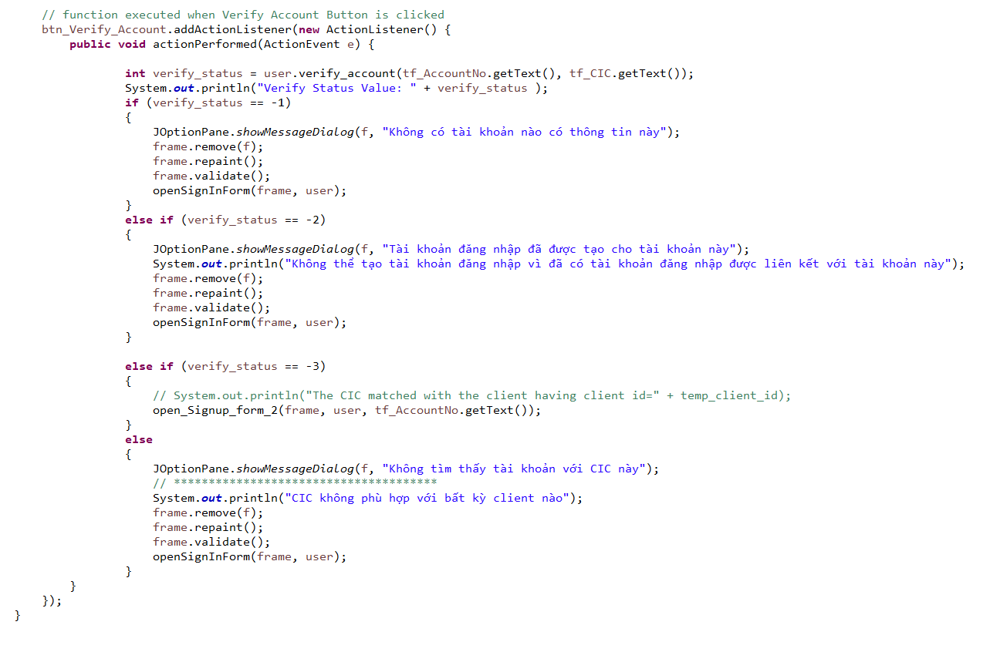 // function executed when Verify Account Button is clicked
btn_Verify_Account.addActionListener(new ActionListener() {
public void actionPerformed(ActionEvent e) {
int verify_status = user.verify_account(tf_AccountNo.getText(), tf_CIC.getText());
System.out.println("Verify Status Value: " + verify_status );
if (verify_status == -1)
{
JOptionPane.showMessageDialog(f, "Không có tài khoản nào có thông tin này");
frame.remove(f);
frame.repaint();
frame.validate();
openSignInForm(frame, user);
}
else if (verify_status == -2)
{
JOptionPane.showMessageDialog(f, "Tài khoản đăng nhập đã được tạo cho tài khoản này");
System.out.println("Không thể tạo tài khoản đăng nhập vì đã có tài khoản đăng nhập được liên kết với tài khoản này");
frame.remove(f);
frame.repaint();
frame.validate();
openSignInForm(frame, user);
}
else if (verify_status == -3)
{
// System.out.println("The CIC matched with the client having client id=" + temp_client_id);
open_Signup_form_2(frame, user, tf_AccountNo.getText());
}
else
{
JOptionPane.showMessageDialog(f, "Không tìm thấy tài khoản với CIC này");
// **************************************
System.out.println("CIC không phù hợp với bất kỳ client nào");
frame.remove(f);
frame.repaint();
frame.validate();
openSignInForm(frame, user);
}
}
});
}